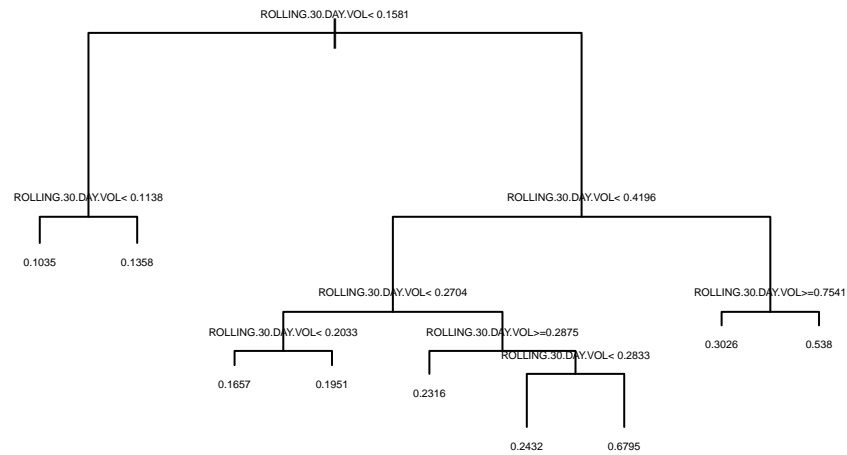 ROLLING.30.DAY.VOL< 0.1581
ROLLING.30.DAY.VOL< 0.1138
ROLLING.30.DAY.VOL< 0.4196
0.1035
0.1358
ROLLING.30.DAY.VOL< 0.2704
ROLLING.30.DAY.VOL>=0.7541
ROLLING.30.DAY.VOL< 0.2033
ROLLING.30.DAY.VOL>=0.2875
0.3026
0.538
ROLLING.30.DAY.VOL< 0.2833
0.1657
0.1951
0.2316
0.2432
0.6795